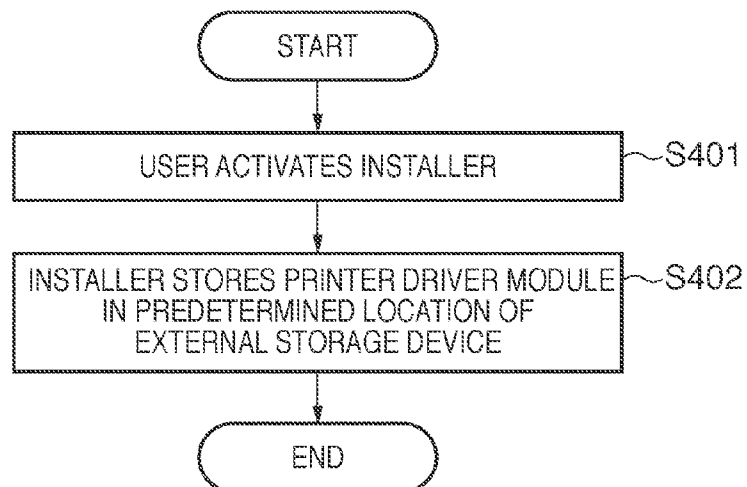 START
USER ACTIVATES INSTALLER
S401
INSTALLER STORES PRINTER DRIVER MODULE
IN PREDETERMINED LOCATION OF
EXTERNAL STORAGE DEVICE
S402
END